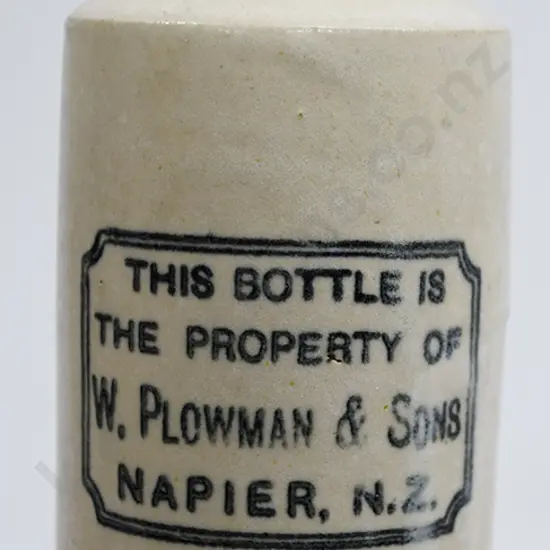 THIS BOTTLE IS
THE PROPERTY OF
W. PLOWMAN & SONS
NAPIER, N.Z.